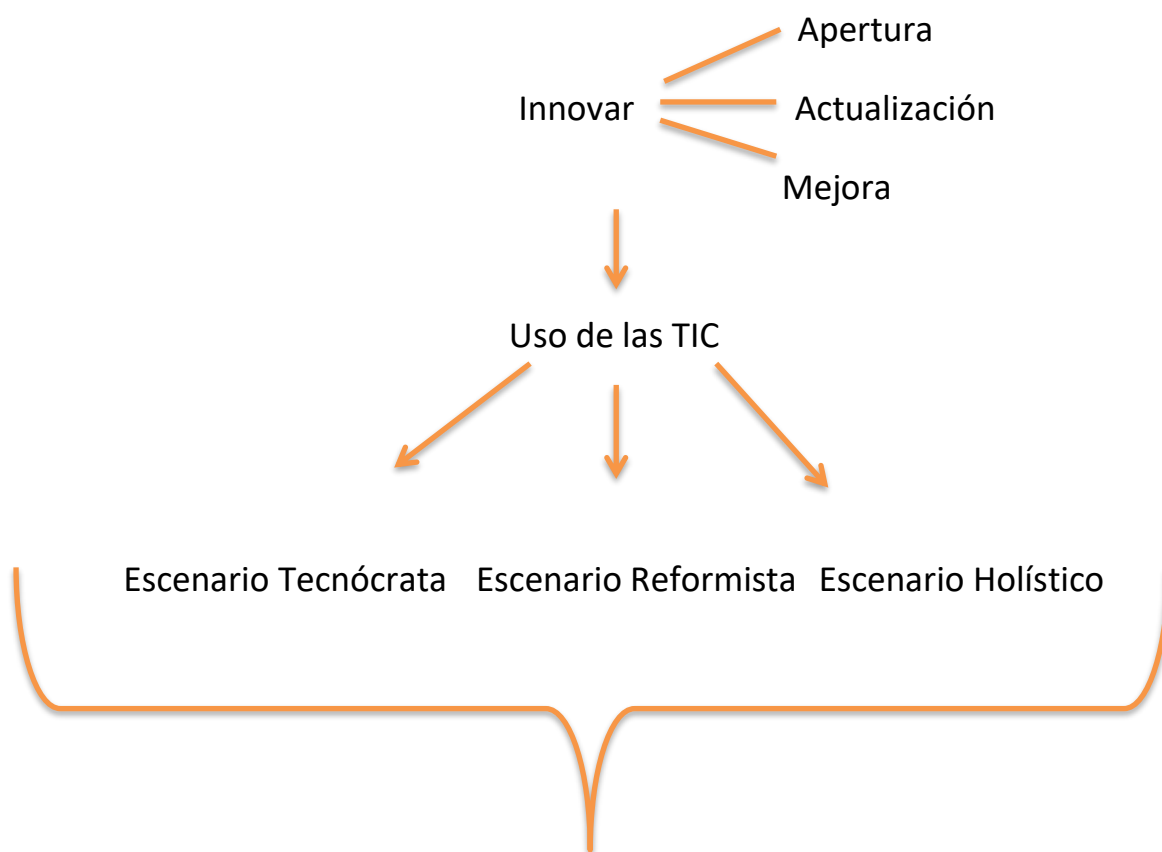 Apertura
Innovar Actualización
Mejora
Uso de las TIC
Escenario Tecnócrata Escenario Reformista Escenario Holístico